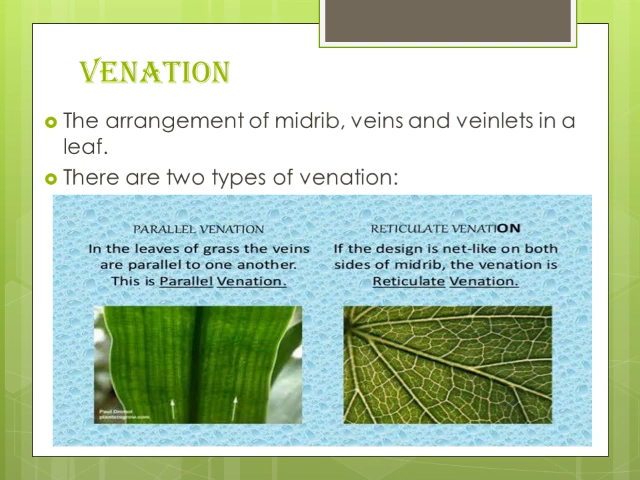 VENATION
The arrangement of midrib, veins and veinlets in a
leaf.
There are two types of venation:
PARALLEL VENATION
In the leaves of grass the veins
are parallel to one another.
This is Parallel Venation.
RETICULATE VENATION
If the design is net-like on both
sides of midrib, the venation is
Reticulate Venation.